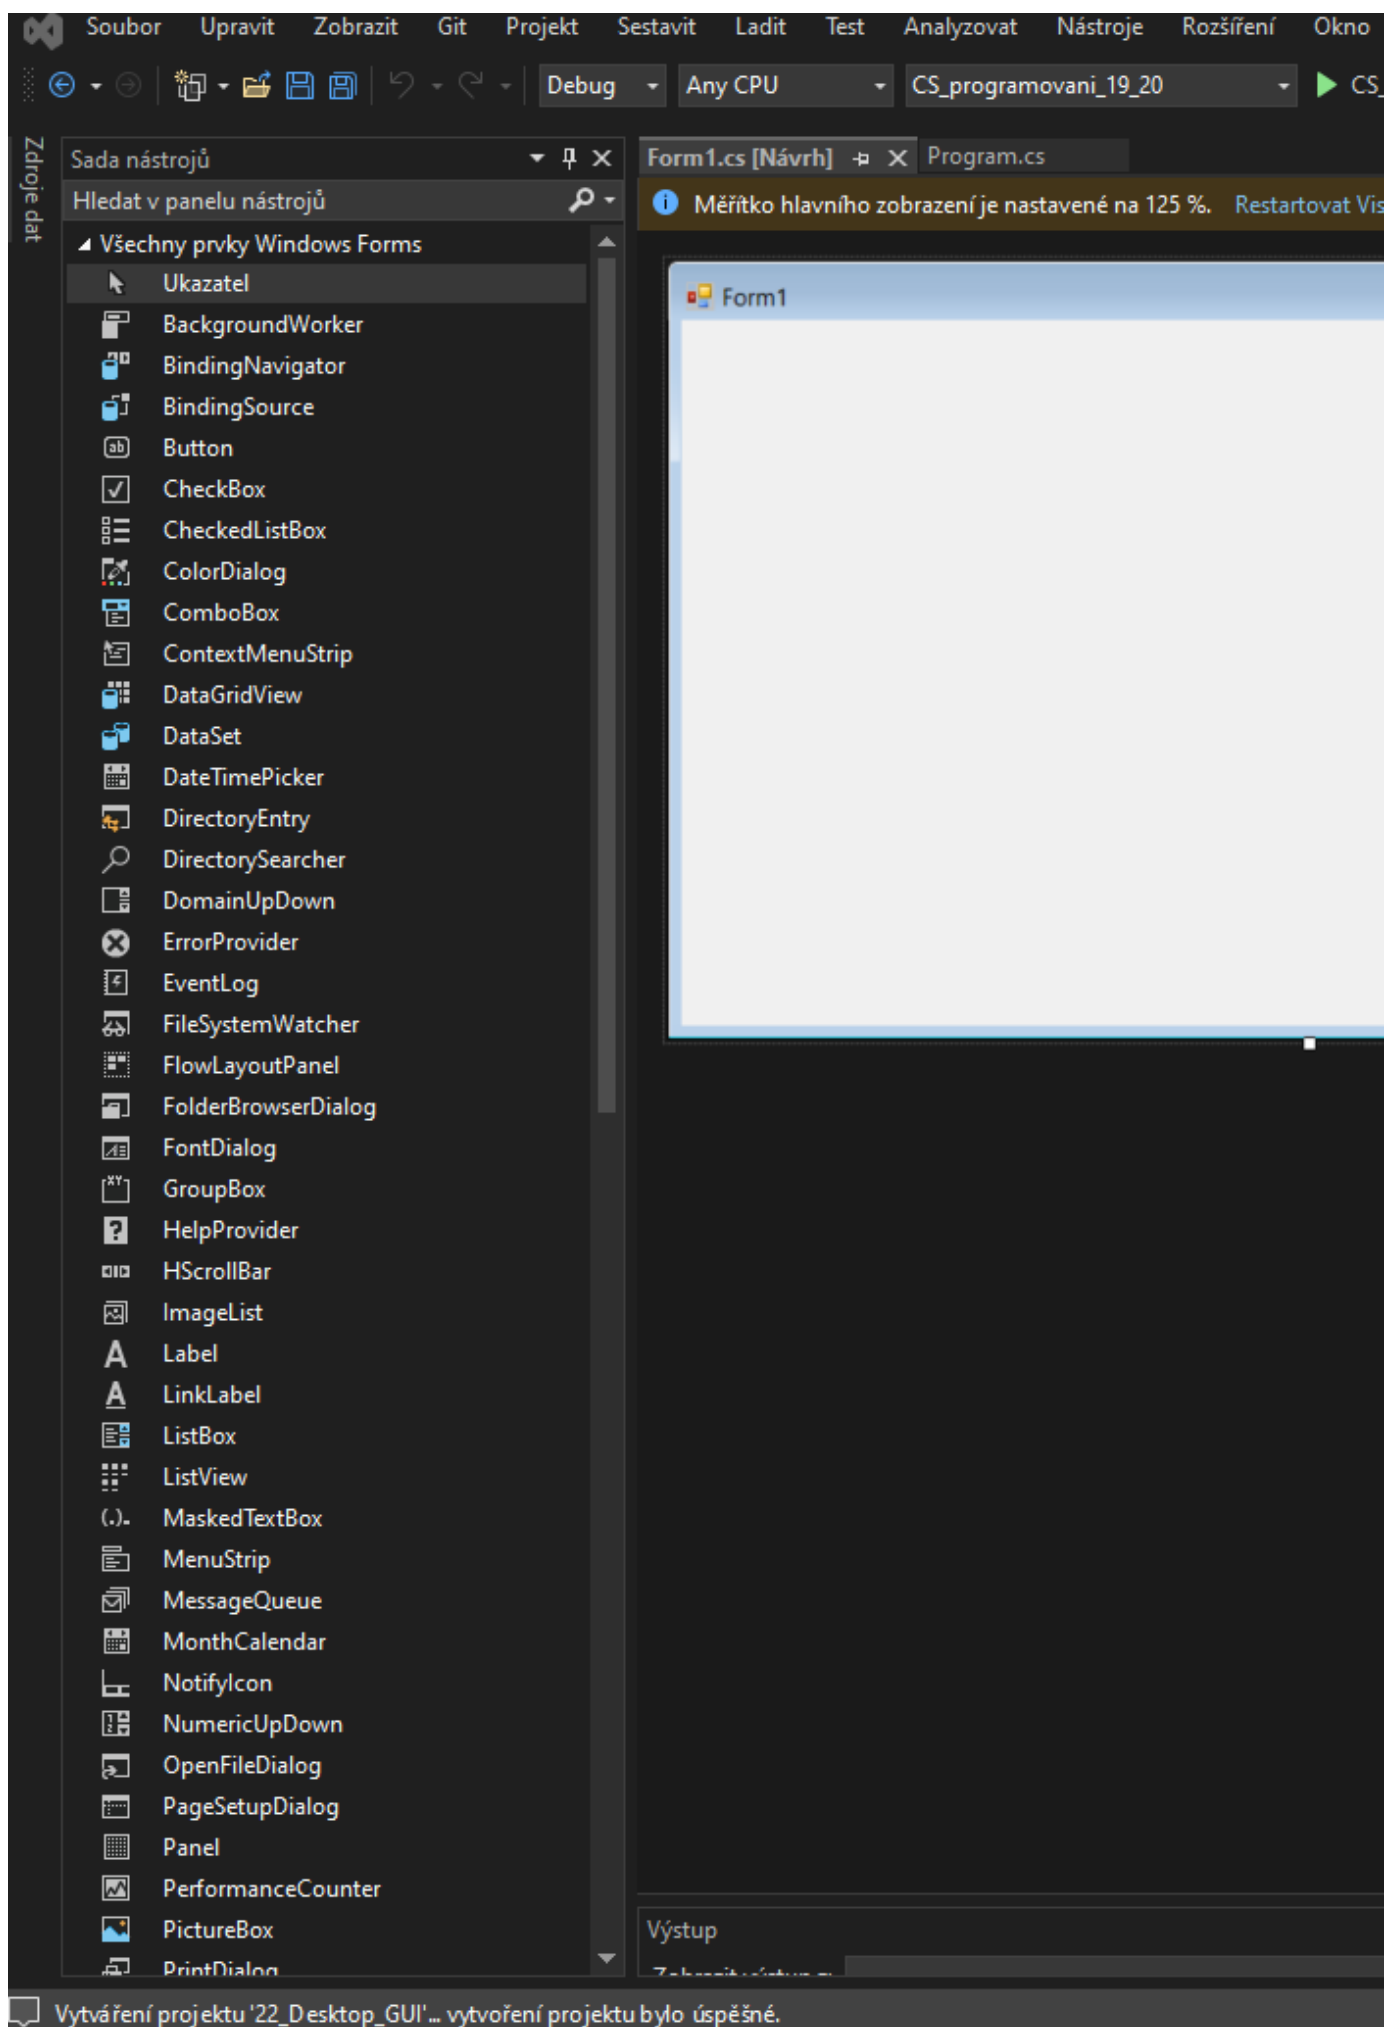 Soubor Upravit Zobrazit Git Projekt Sestavit Ladit Test Analyzovat Nástroje Rozšíření Okno
Debug Any CPU CS_programovani_19_20 CS_
Zdroje dat
Sada nástrojů
Hledat v panelu nástrojů
Všechny prvky Windows Forms
Ukazatel
BackgroundWorker
BindingNavigator
BindingSource
Button
CheckBox
CheckedListBox
ColorDialog
ComboBox
ContextMenuStrip
DataGridView
DataSet
DateTimePicker
DirectoryEntry
DirectorySearcher
DomainUpDown
ErrorProvider
EventLog
FileSystemWatcher
FlowLayoutPanel
FolderBrowserDialog
FontDialog
GroupBox
HelpProvider
HScrollBar
ImageList
Label
LinkLabel
ListBox
ListView
MaskedTextBox
MenuStrip
MessageQueue
MonthCalendar
NotifyIcon
NumericUpDown
OpenFileDialog
PageSetupDialog
Panel
PerformanceCounter
PictureBox
PrintDialog
Form1.cs [Návrh] Program.cs
Měřítko hlavního zobrazení je nastavené na 125 %. Restartovat Vis
Form1
Výstup
Vytváření projektu '22_Desktop_GUI'... vytvoření projektu bylo úspěšné.